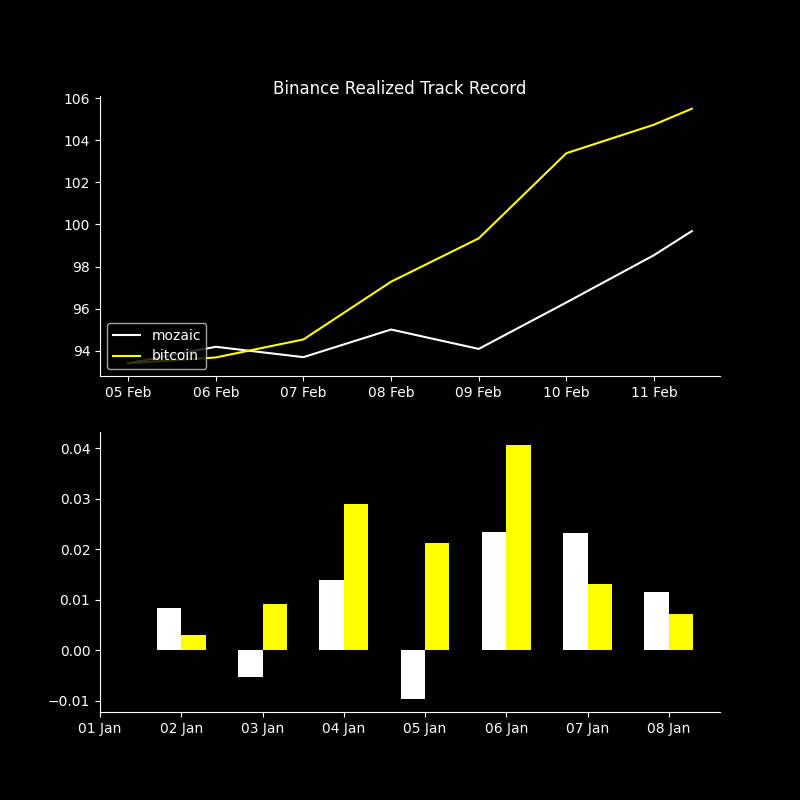 Binance Realized Track Record
106
104
102
100
98
96
94
mozaic
bitcoin
05 Feb 06 Feb 07 Feb 08 Feb 09 Feb 10 Feb 11 Feb
0.04
0.03
0.02
0.01
0.00
−0.01
01 Jan 02 Jan 03 Jan 04 Jan 05 Jan 06 Jan 07 Jan 08 Jan